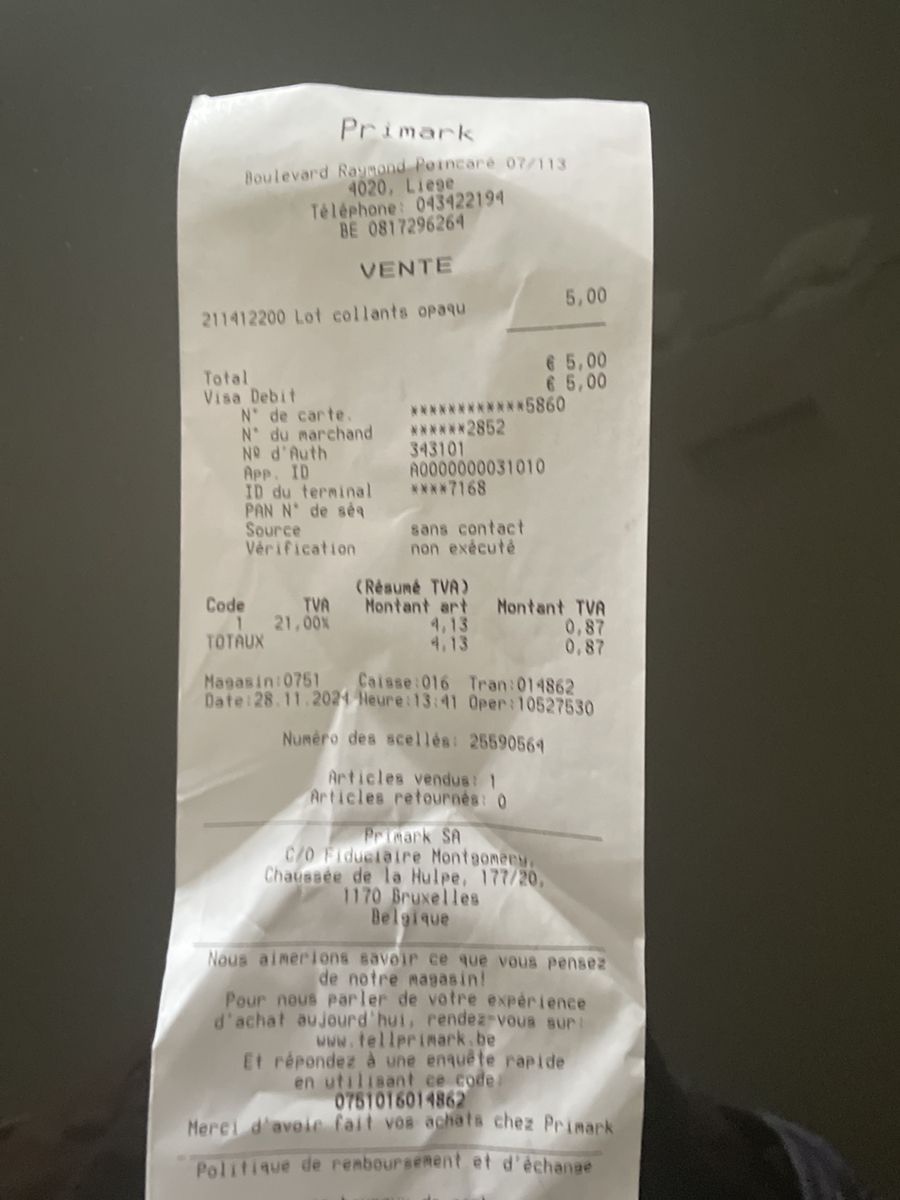 Primark
Boulevard Raymond Poincaré 07/113
4020, Liege
Téléphone: 043422194
BE 0817296264
VENTE
211412200 Lot collants opaqu 5,00
Total € 5,00
Visa Debit € 5,00
N° de carte. ************5860
N° du marchand ******2852
Nº d'Auth 343101
App. ID A0000000031010
ID du terminal ****7168
PAN N° de séq
Source sans contact
Vérification non exécuté
(Résumé TVA)
Code TVA Montant art Montant TVA
1 21,00% 4,13 0,87
TOTAUX 4,13 0,87
Magasin:0751 Caisse:016 Tran:014862
Date:28.11.2024 Heure:13:41 Oper:10527530
Numéro des scellés: 25590564
Articles vendus: 1
Articles retournés: 0
Primark SA
C/O Fiduciaire Montgomery,
Chaussée de la Hulpe, 177/20,
1170 Bruxelles
Belgique
Nous aimerions savoir ce que vous pensez
de notre magasin!
Pour nous parler de votre expérience
d'achat aujourd'hui, rendez-vous sur:
www.tellprimark.be
Et répondez à une enquête rapide
en utilisant ce code:
0751016014862
Merci d'avoir fait vos achats chez Primark
Politique de remboursement et d'échange